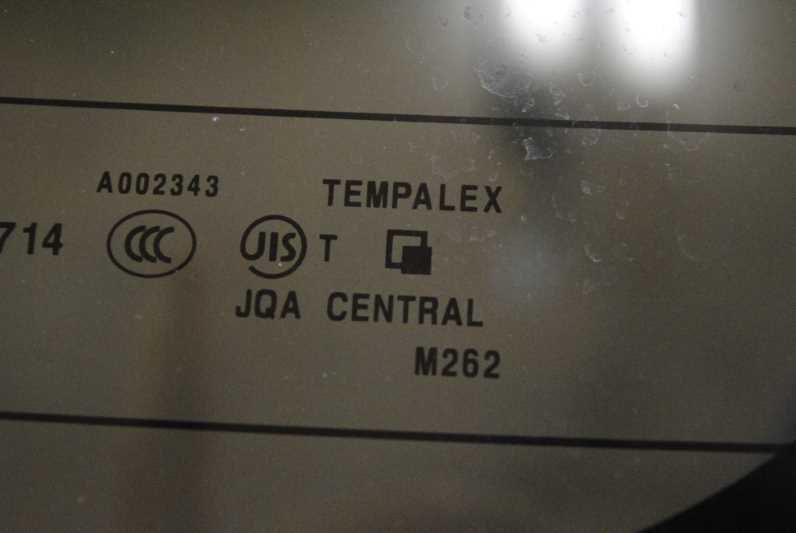 A002343 TEMPALEX
714 CCC JIS T
JQA CENTRAL
M262